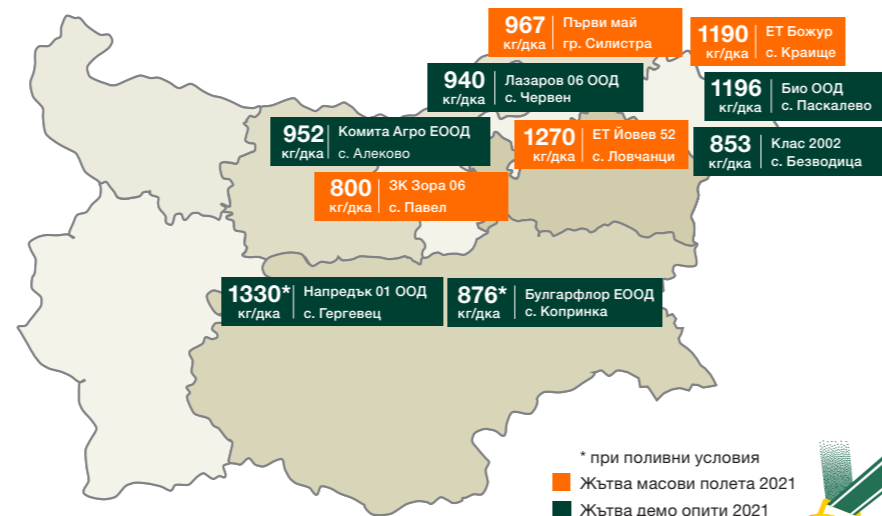 967
кг/дка
Първи май
гр. Силистра
1190
кг/дка
ЕТ Божур
с. Краище
940
кг/дка
Лазаров 06 ООД
с. Червен
1196
кг/дка
Био ООД
с. Паскалево
952
кг/дка
Комита Агро ЕООД
с. Алеково
1270
кг/дка
ЕТ Йовев 52
с. Ловчанци
853
кг/дка
Клас 2002
с. Безводица
800
кг/дка
ЗК Зора 06
с. Павел
1330*
кг/дка
Напредък 01 ООД
с. Гергевец
876*
кг/дка
Булгарфлор ЕООД
с. Копринка
* при поливни условия
Жътва масови полета 2021
Жътва демо опити 2021